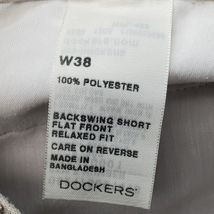 W38
100% POLYESTER
BACKSWING SHORT
FLAT FRONT
RELAXED FIT
CARE ON REVERSE
MADE IN
BANGLADESH
DOCKERS®